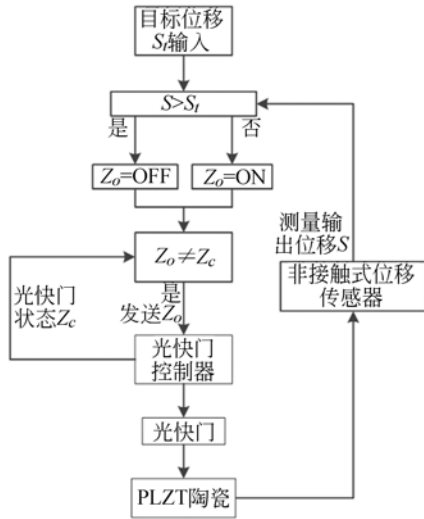 目标位移
St输入
S>St
是
否
Zo=OFF
Zo=ON
测量输
出位移S
Zo≠Zc
非接触式位移
传感器
光快门
状态Zc
是
发送Zo
光快门
控制器
光快门
PLZT陶瓷